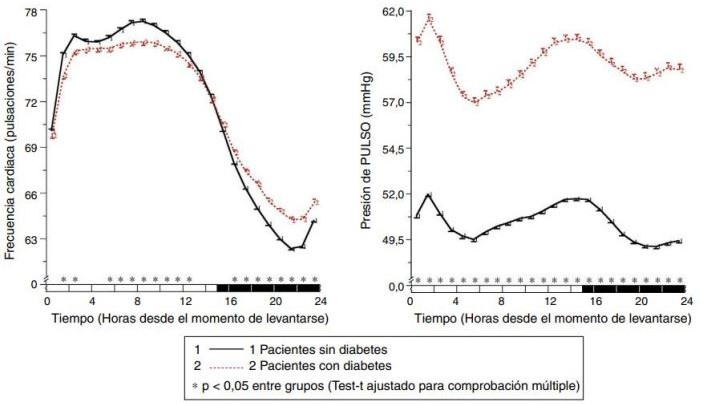 78
75
72
69
66
63
0
Frecuencia cardiaca (pulsaciones/min)
* * * * * * * * * * * * * * * * * * *
0 4 8 12 16 20 24
Tiempo (Horas desde el momento de levantarse)
62,0
59,5
57,0
54,5
52,0
49,5
0,0
Presión de PULSO (mmHg)
* * * * * * * * * * * * * * * * * * * * * * * *
0 4 8 12 16 20 24
Tiempo (Horas desde el momento de levantarse)
1 1 Pacientes sin diabetes
2 2 Pacientes con diabetes
* p < 0,05 entre grupos (Test-t ajustado para comprobación múltiple)